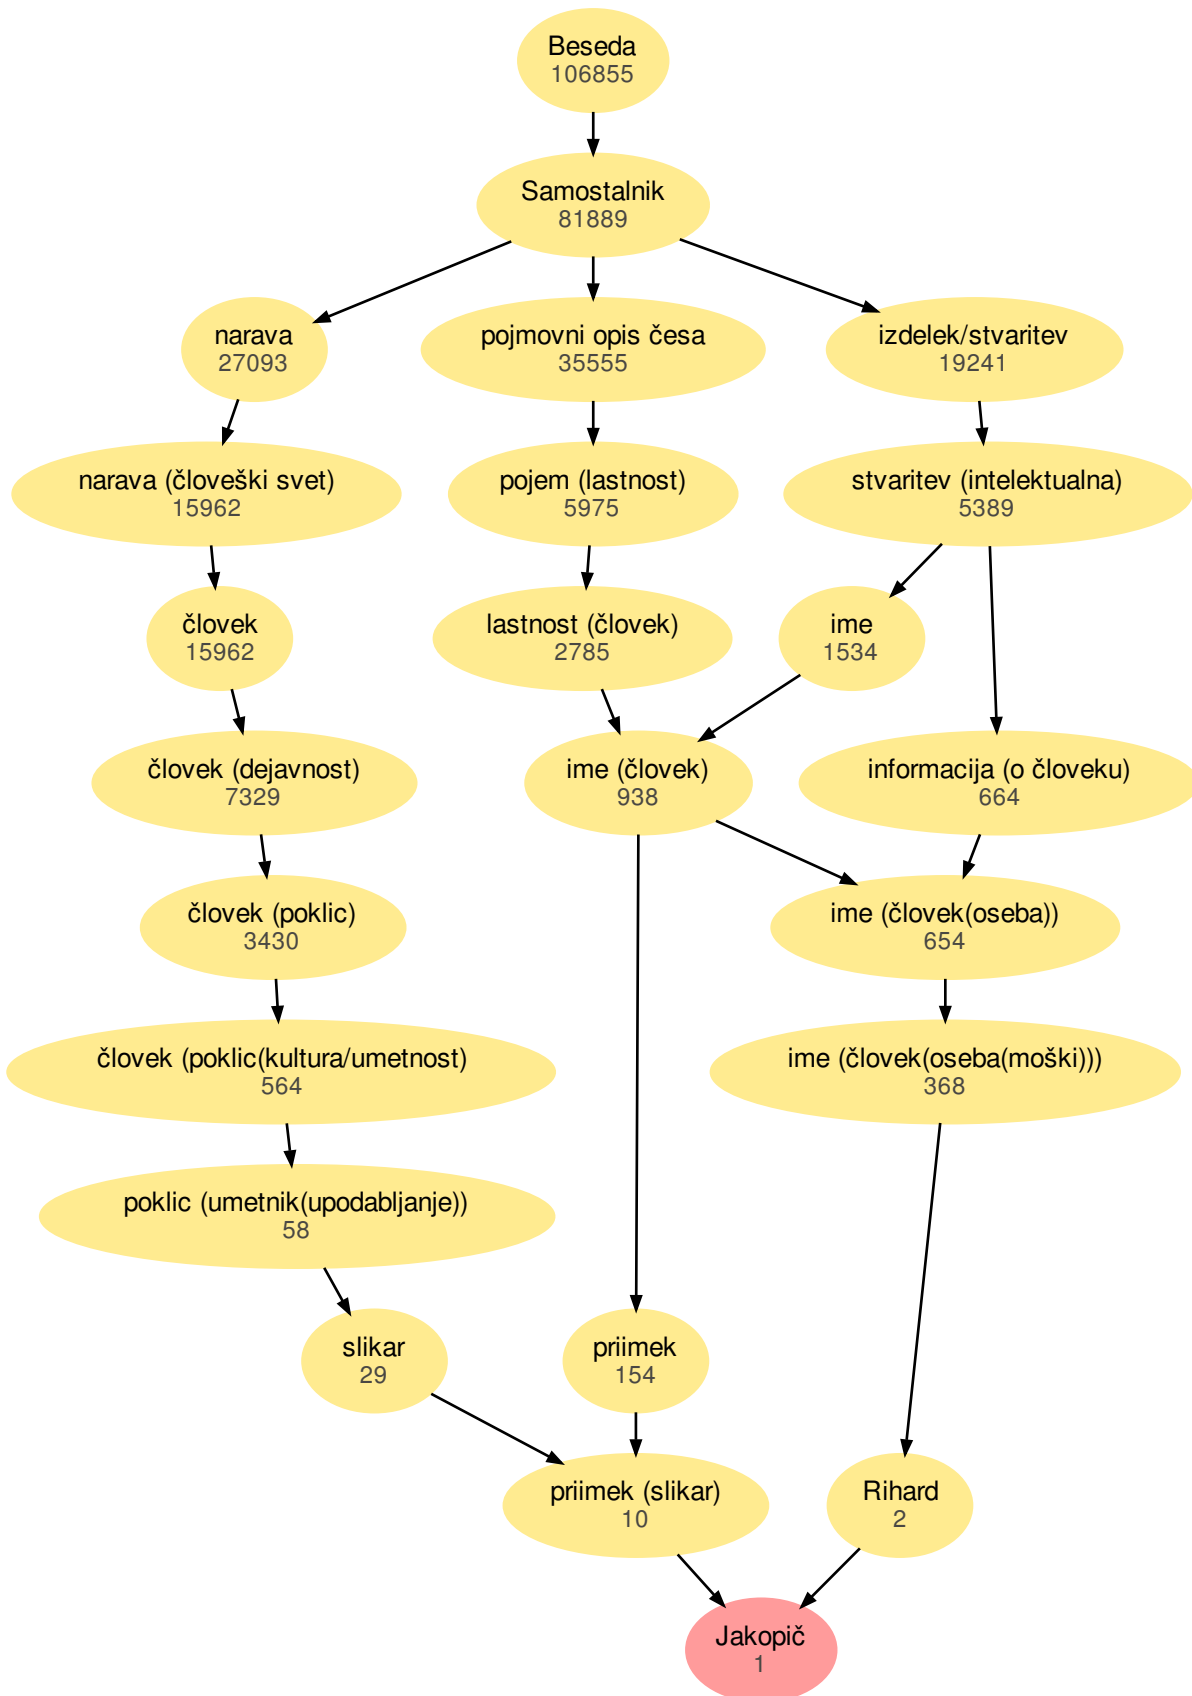 Beseda
106855
Samostalnik
81889
narava
27093
pojmovni opis česa
35555
izdelek/stvaritev
19241
narava (človeški svet)
15962
pojem (lastnost)
5975
stvaritev (intelektualna)
5389
človek
15962
lastnost (človek)
2785
ime
1534
človek (dejavnost)
7329
ime (človek)
938
informacija (o človeku)
664
človek (poklic)
3430
ime (človek(oseba))
654
človek (poklic(kultura/umetnost)
564
ime (človek(oseba(moški)))
368
poklic (umetnik(upodabljanje))
58
slikar
29
priimek
154
priimek (slikar)
10
Rihard
2
Jakopič
1